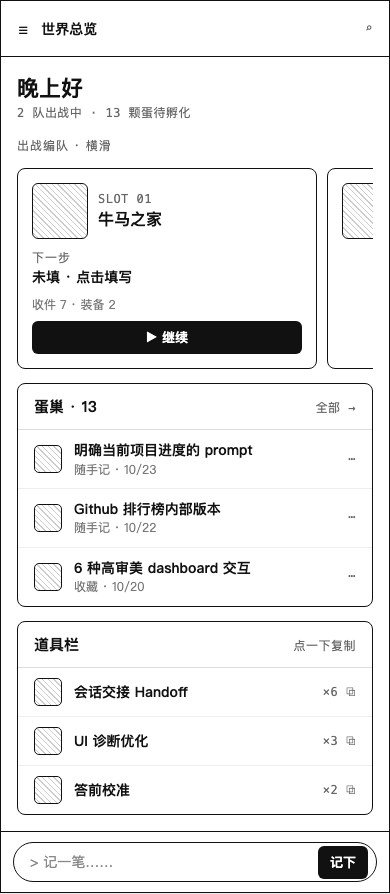 ≡ 世界总览 ⌕
晚上好
2 队出战中 · 13 颗蛋待孵化
出战编队 · 横滑
SLOT 01
牛马之家
下一步
未填 · 点击填写
收件 7 · 装备 2
▶ 继续
蛋巢 · 13 全部 →
明确当前项目进度的 prompt …
随手记 · 10/23
Github 排行榜内部版本 …
随手记 · 10/22
6 种高审美 dashboard 交互 …
收藏 · 10/20
道具栏 点一下复制
会话交接 Handoff ×6 ⧉
UI 诊断优化 ×3 ⧉
答前校准 ×2 ⧉
> 记一笔…… 记下